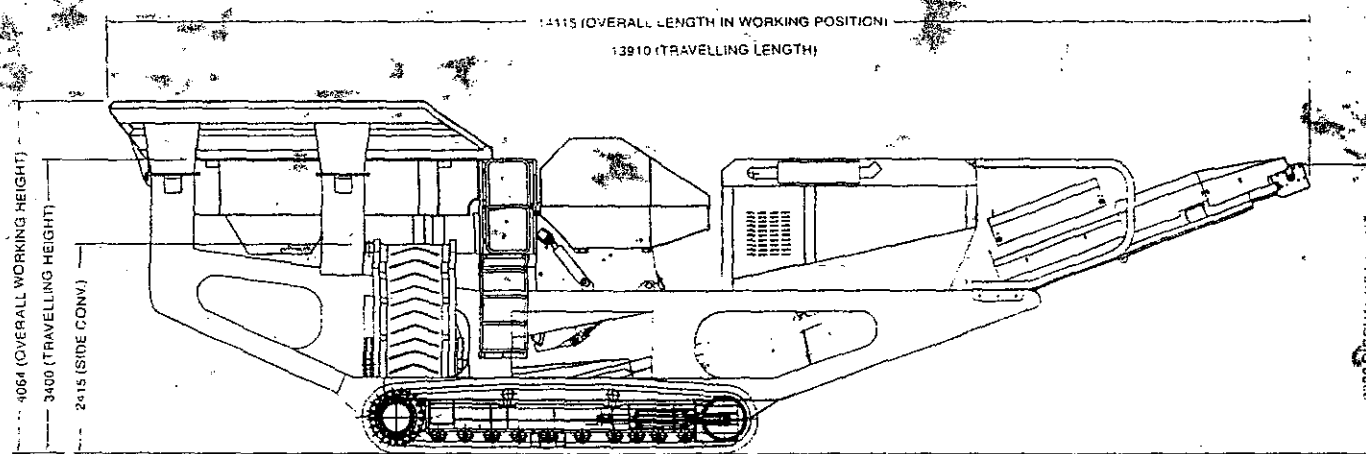 14115 (OVERALL LENGTH IN WORKING POSITION)
13910 (TRAVELLING LENGTH)
4064 (OVERALL WORKING HEIGHT)
3400 (TRAVELLING HEIGHT)
2415 (SIDE CONV.)